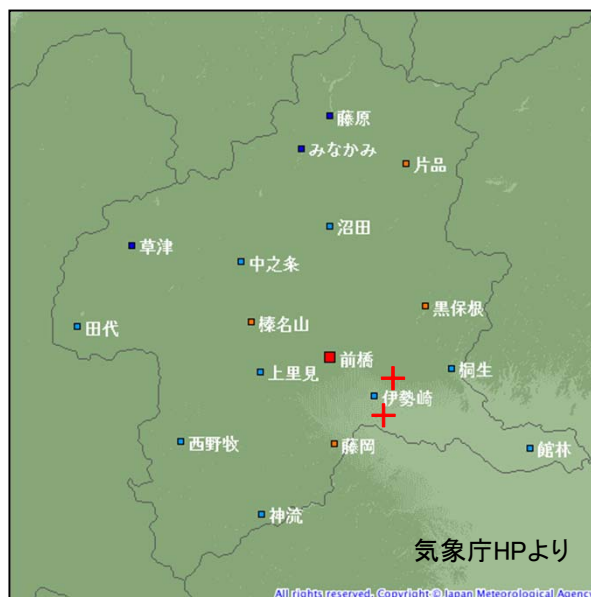 藤原
みなかみ
片品
沼田
草津
中之条
黒保根
田代
榛名山
前橋
上里見
桐生
伊勢崎
西野牧
藤岡
館林
神流
気象庁HPより
All rights reserved. Copyright © Japan Meteorological Agency